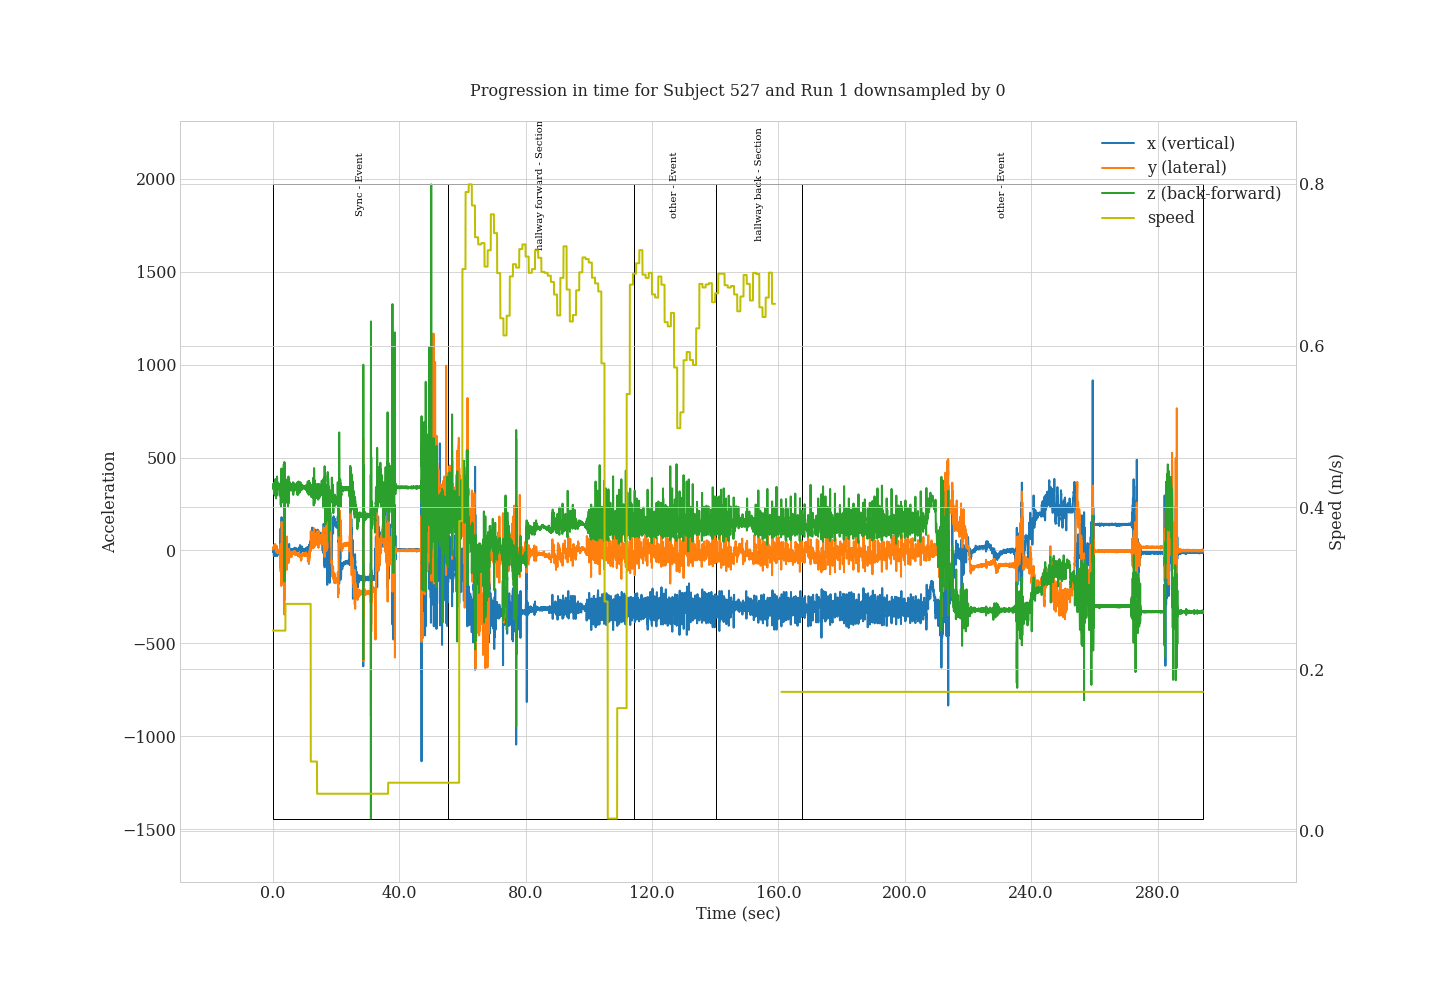 Progression in time for Subject 527 and Run 1 downsampled by 0
Sync - Event
hallway forward - Section
other - Event
hallway back - Section
other - Event
x (vertical)
y (lateral)
z (back-forward)
speed
2000
1500
1000
500
0
−500
−1000
−1500
Acceleration
0.8
0.6
0.4
0.2
0.0
Speed (m/s)
0.0 40.0 80.0 120.0 160.0 200.0 240.0 280.0
Time (sec)